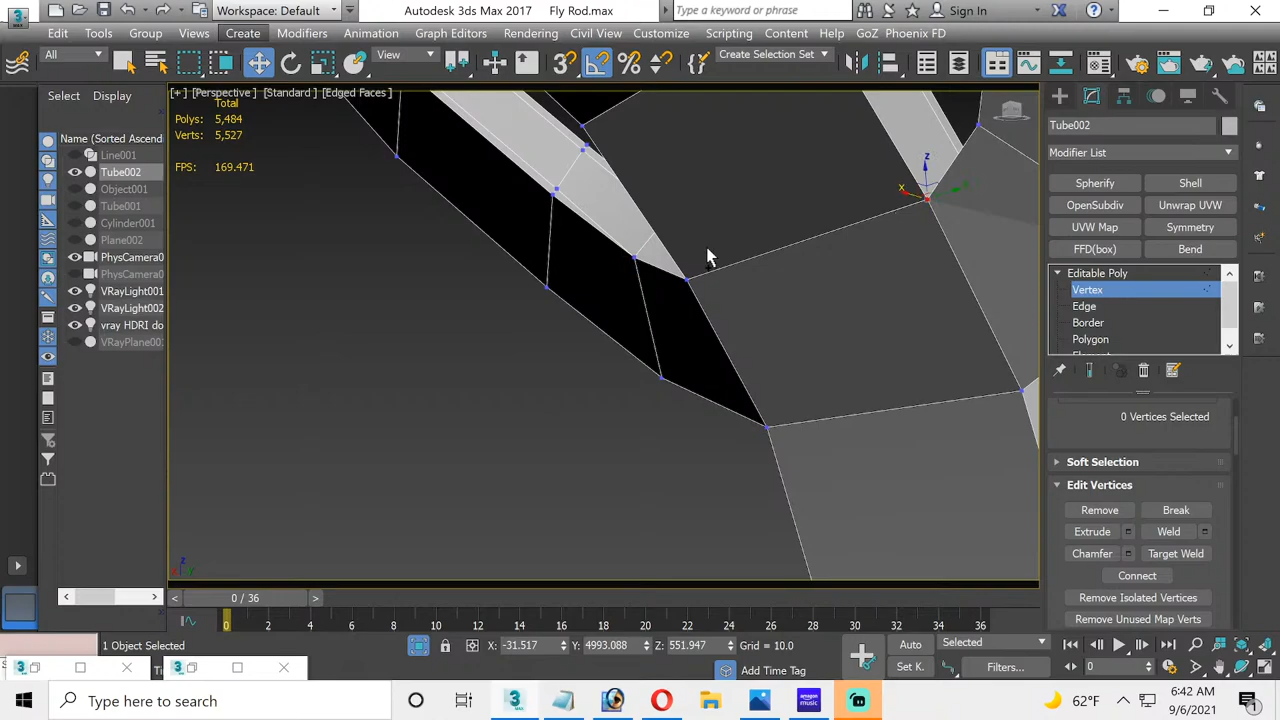 Workspace: Default
Autodesk 3ds Max 2017
Fly Rod.max
Type a keyword or phrase
Sign In
Edit
Tools
Group
Views
Create
Modifiers
Animation
Graph Editors
Rendering
Civil View
Customize
Scripting
Content
Help
GoZ
Phoenix FD
All
View
Create Selection Set
Select
Display
[+] [Perspective] [Standard] [Edged Faces]
Total
Polys: 5,484
Verts: 5,527
FPS: 169.471
Name (Sorted Ascend
Line001
Tube002
Object001
Tube001
Cylinder001
Plane002
PhysCamera0
PhysCamera0
VRayLight001
VRayLight002
vray HDRI do
VRayPlane001
z
x
Tube002
Modifier List
Spherify
Shell
OpenSubdiv
Unwrap UVW
UVW Map
Symmetry
FFD(box)
Bend
Editable Poly
Vertex
Edge
Border
Polygon
0 Vertices Selected
Soft Selection
Edit Vertices
Remove
Break
Extrude
Weld
Chamfer
Target Weld
Connect
Remove Isolated Vertices
Remove Unused Map Verts
0 / 36
0 2 4 6 8 10 12 14 16 18 20 22 24 26 28 30 32 34 36
1 Object Selected
X: -31.517
Y: 4993.088
Z: 551.947
Grid = 10.0
Auto
Selected
Add Time Tag
Set K.
Filters...
0
Type here to search
amazon music
62°F
6:42 AM
9/6/2021